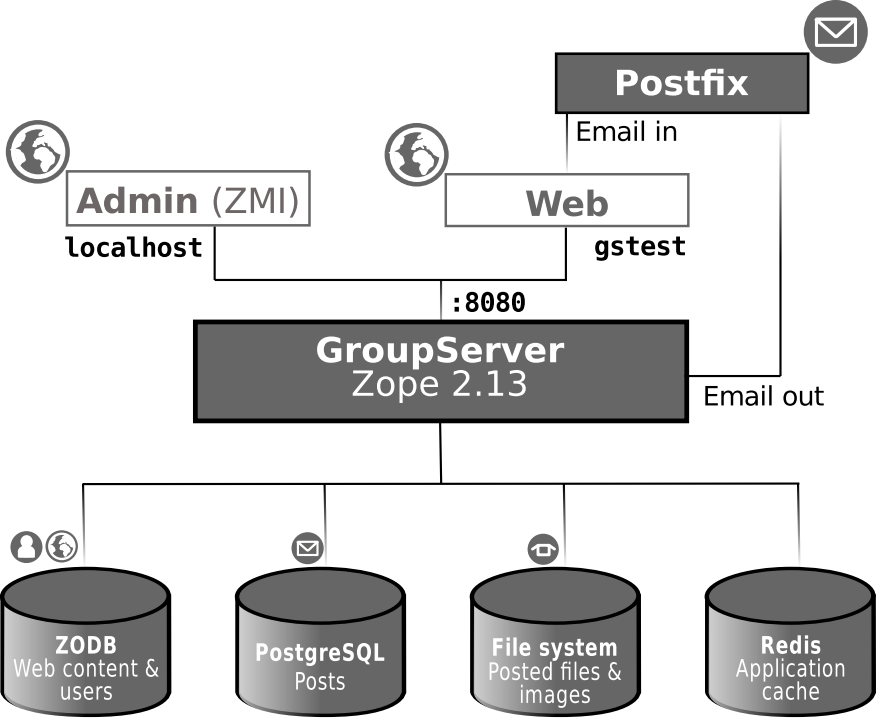 Postfix
Email in
Admin (ZMI)
Web
localhost
gstest
:8080
GroupServer
Zope 2.13
Email out
ZODB
Web content &
users
PostgreSQL
Posts
File system
Posted files &
images
Redis
Application
cache